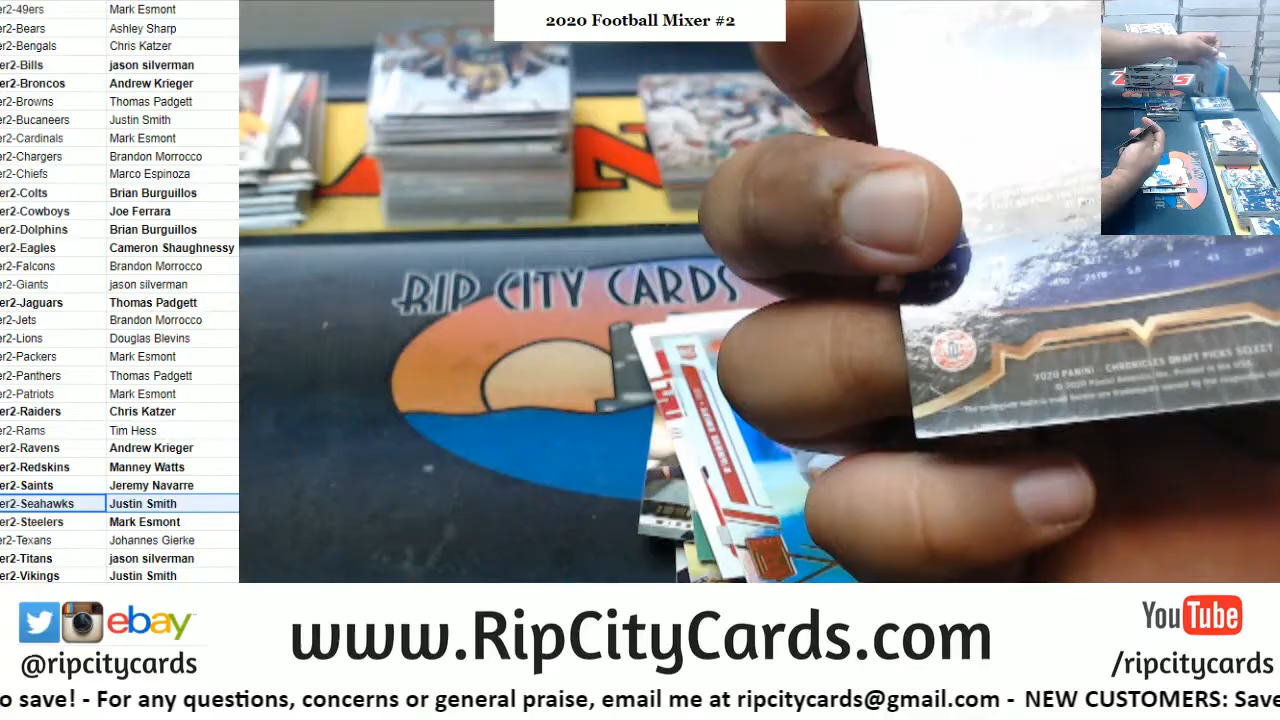 2020 Football Mixer #2
er2-49ers Mark Esmont
er2-Bears Ashley Sharp
er2-Bengals Chris Katzer
er2-Bills jason silverman
er2-Broncos Andrew Krieger
er2-Browns Thomas Padgett
er2-Bucaneers Justin Smith
er2-Cardinals Mark Esmont
er2-Chargers Brandon Morrocco
er2-Chiefs Marco Espinoza
er2-Colts Brian Burguillos
er2-Cowboys Joe Ferrara
er2-Dolphins Brian Burguillos
er2-Eagles Cameron Shaughnessy
er2-Falcons Brandon Morrocco
er2-Giants jason silverman
er2-Jaguars Thomas Padgett
er2-Jets Brandon Morrocco
er2-Lions Douglas Blevins
er2-Packers Mark Esmont
er2-Panthers Thomas Padgett
er2-Patriots Mark Esmont
er2-Raiders Chris Katzer
er2-Rams Tim Hess
er2-Ravens Andrew Krieger
er2-Redskins Manney Watts
er2-Saints Jeremy Navarre
er2-Seahawks Justin Smith
er2-Steelers Mark Esmont
er2-Texans Johannes Gierke
er2-Titans jason silverman
er2-Vikings Justin Smith
RIP CITY CARDS
2020 PANINI - CHRONICLES DRAFT PICKS SELECT
ebay
@ripcitycards
www.RipCityCards.com
YouTube
/ripcitycards
o save! - For any questions, concerns or general praise, email me at ripcitycards@gmail.com - NEW CUSTOMERS: Save